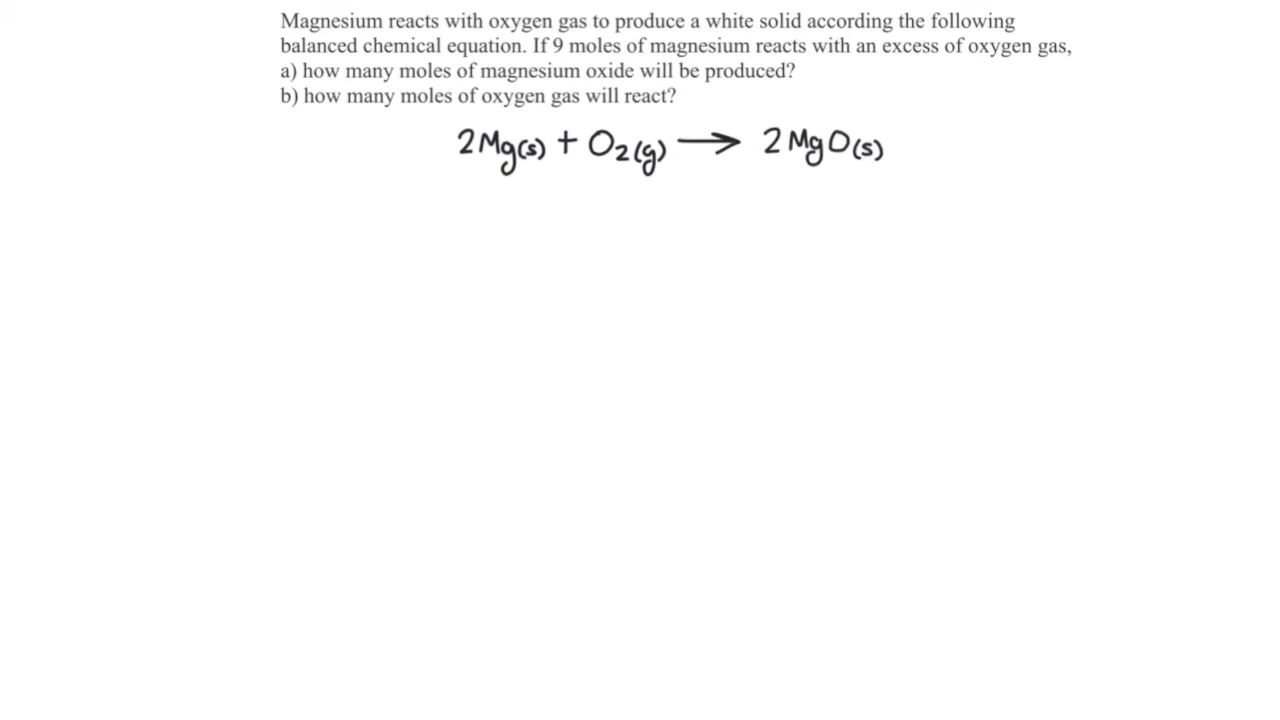 Magnesium reacts with oxygen gas to produce a white solid according the following
balanced chemical equation. If 9 moles of magnesium reacts with an excess of oxygen gas,
a) how many moles of magnesium oxide will be produced?
b) how many moles of oxygen gas will react?
2Mg(s) + O2(g) → 2MgO(s)